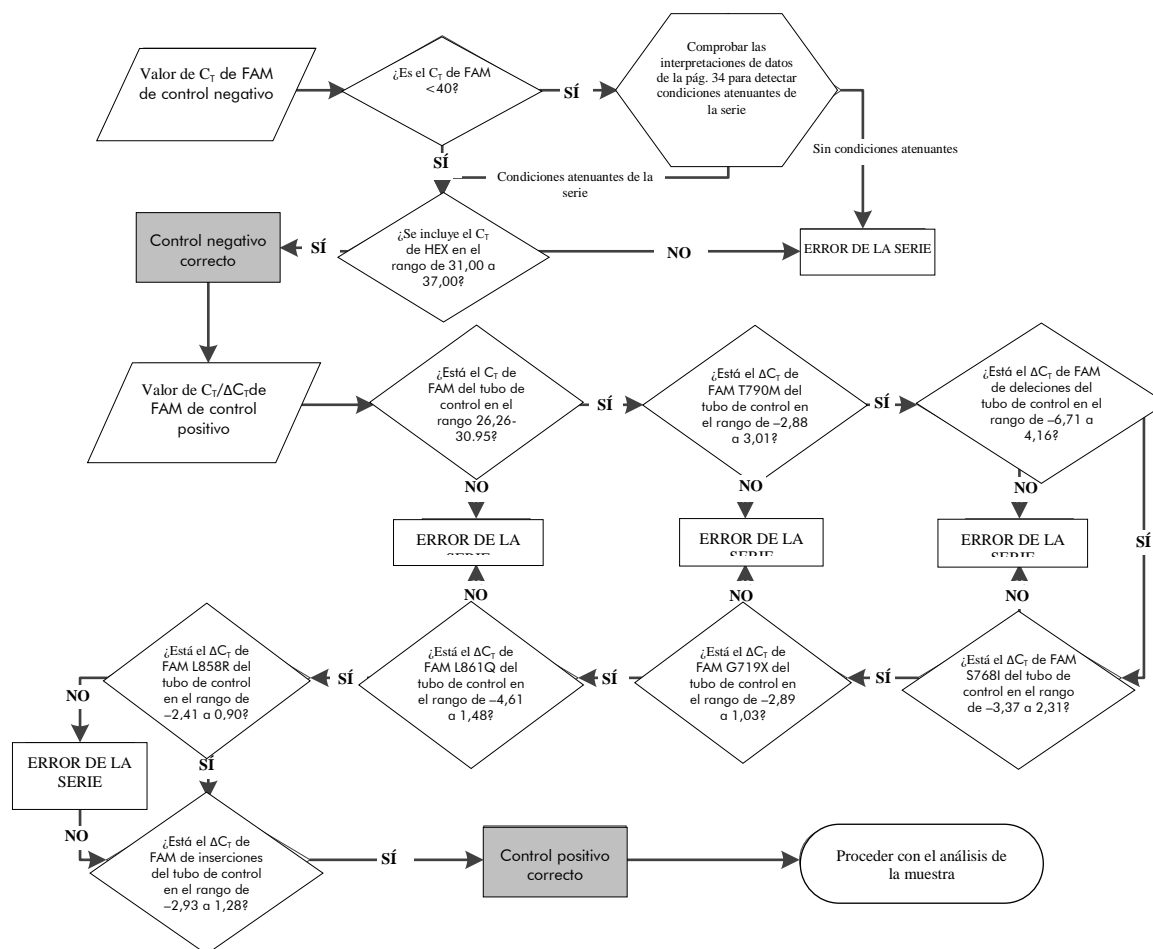 Valor de CT de FAM
de control negativo
¿Es el CT de FAM
<40?
SÍ
Comprobar las
interpretaciones de datos
de la pág. 34 para detectar
condiciones atenuantes de
la serie
Sin condiciones atenuantes
SÍ
Condiciones atenuantes de la
serie
Control negativo
correcto
SÍ
¿Se incluye el CT
de HEX en el
rango de 31,00 a
37,00?
NO
ERROR DE LA SERIE
Valor de CT/ΔCTde
FAM de control
positivo
¿Está el CT de
FAM del tubo de
control en el
rango 26,26-
30.95?
SÍ
¿Está el ΔCT de
FAM T790M del
tubo de control en
el rango de –2,88
a 3,01?
SÍ
¿Está el ΔCT de FAM
de deleciones del
tubo de control en el
rango de –6,71 a
4,16?
NO
NO
NO
ERROR DE LA
SERIE
ERROR DE LA
SERIE
ERROR DE LA
SERIE
SÍ
NO
NO
NO
¿Está el ΔCT de
FAM L858R del
tubo de control
en el rango de
–2,41 a 0,90?
SÍ
¿Está el ΔCT de
FAM L861Q del
tubo de control en
el rango de –4,61
a 1,48?
SÍ
¿Está el ΔCT de
FAM G719X del
tubo de control en
el rango de –2,89
a 1,03?
SÍ
¿Está el ΔCT de FAM
S768I del tubo de
control en el rango
de –3,37 a 2,31?
NO
ERROR DE LA
SERIE
SÍ
NO
¿Está el ΔCT de
FAM de inserciones
del tubo de control
en el rango de
–2,93 a 1,28?
SÍ
Control positivo
correcto
Proceder con el análisis de
la muestra